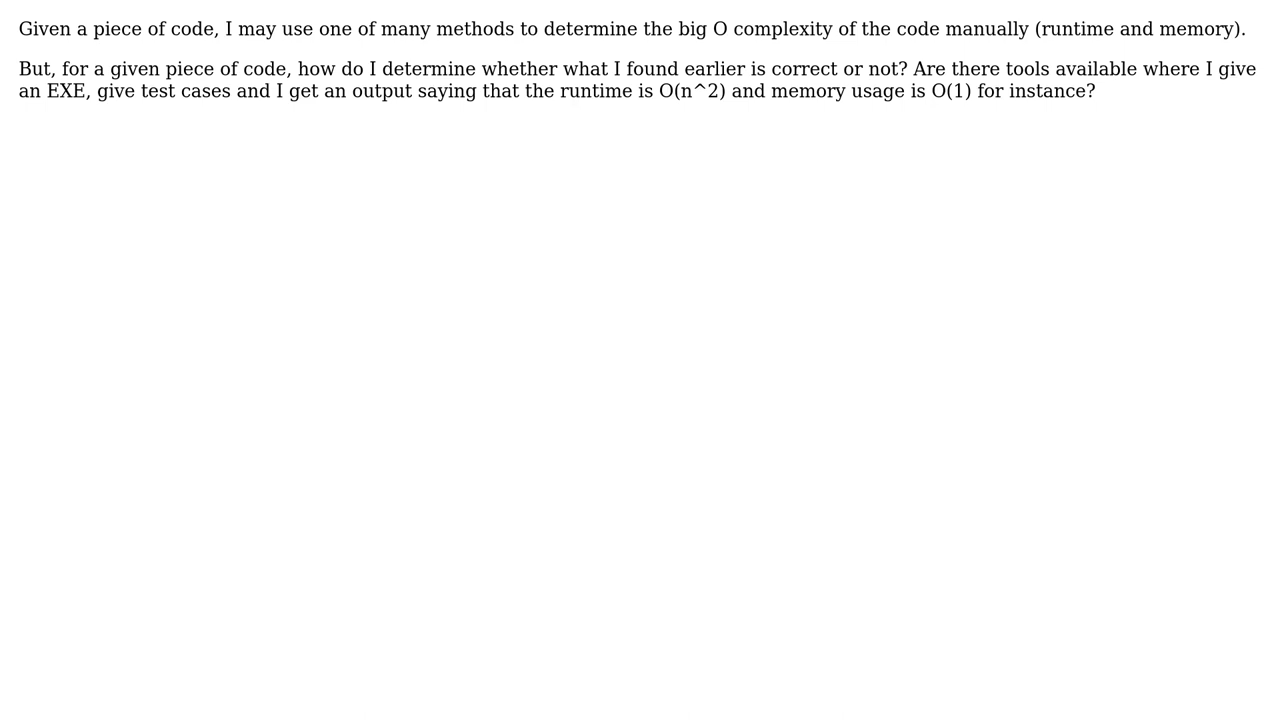 Given a piece of code, I may use one of many methods to determine the big O complexity of the code manually (runtime and memory).
But, for a given piece of code, how do I determine whether what I found earlier is correct or not? Are there tools available where I give
an EXE, give test cases and I get an output saying that the runtime is O(n^2) and memory usage is O(1) for instance?